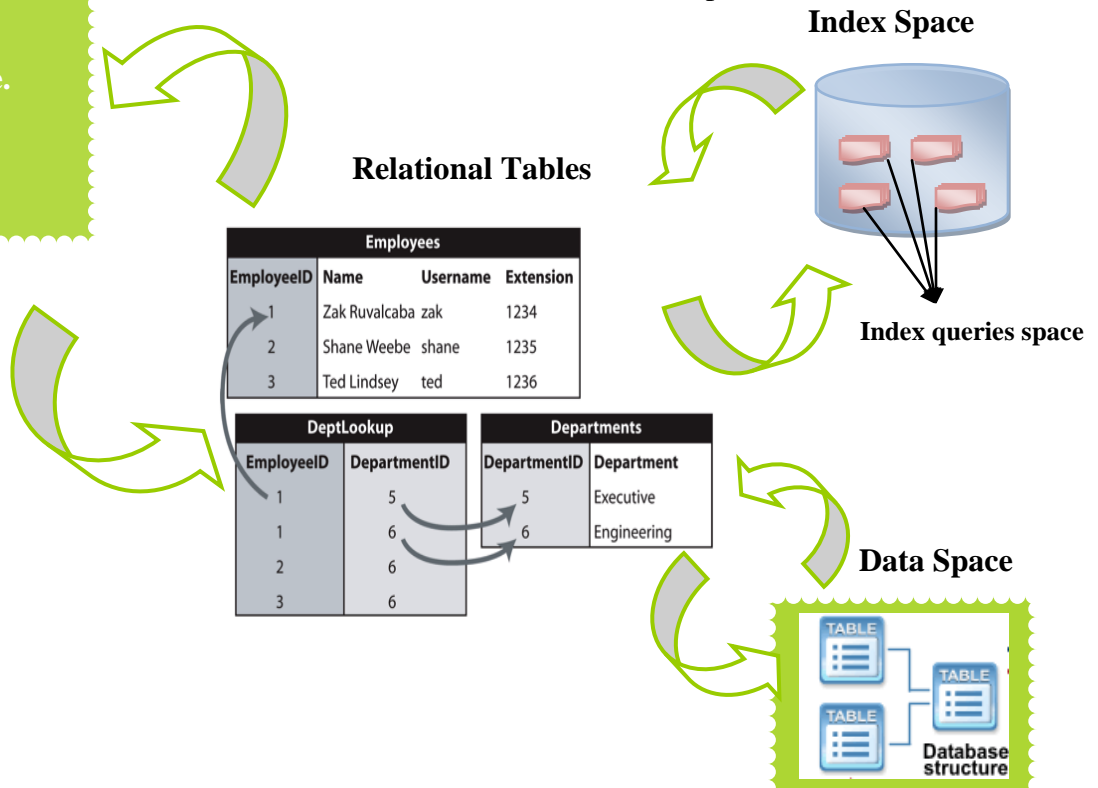 Index Space
Relational Tables
Employees
EmployeeID Name Username Extension
1 Zak Ruvalcaba zak 1234
2 Shane Weebe shane 1235
3 Ted Lindsey ted 1236
Index queries space
DeptLookup
EmployeeID DepartmentID
1 5
1 6
2 6
3 6
Departments
DepartmentID Department
5 Executive
6 Engineering
Data Space
TABLE
TABLE
TABLE
Database
structure